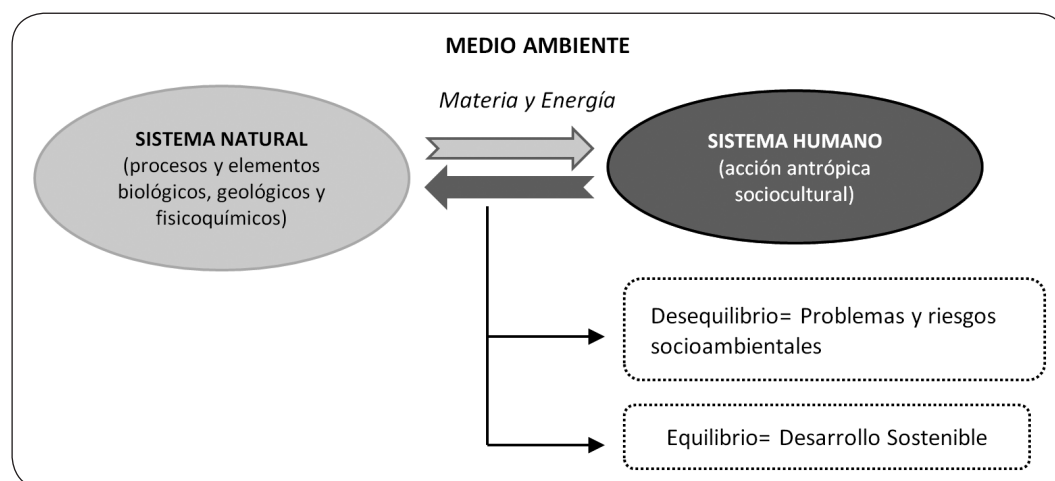 MEDIO AMBIENTE
Materia y Energía
SISTEMA NATURAL
(procesos y elementos
biológicos, geológicos y
fisicoquímicos)
SISTEMA HUMANO
(acción antrópica
sociocultural)
Desequilibrio= Problemas y riesgos
socioambientales
Equilibrio= Desarrollo Sostenible